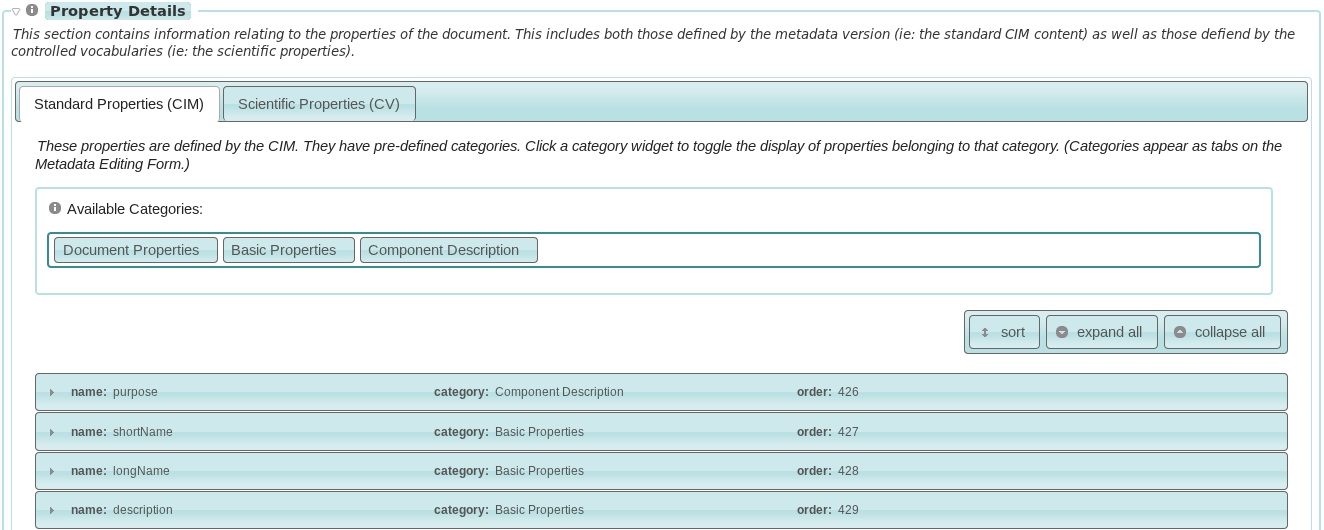 Property Details
This section contains information relating to the properties of the document. This includes both those defined by the metadata version (ie: the standard CIM content) as well as those defiend by the
controlled vocabularies (ie: the scientific properties).
Standard Properties (CIM) Scientific Properties (CV)
These properties are defined by the CIM. They have pre-defined categories. Click a category widget to toggle the display of properties belonging to that category. (Categories appear as tabs on the
Metadata Editing Form.)
Available Categories:
Document Properties Basic Properties Component Description
sort expand all collapse all
name: purpose category: Component Description order: 426
name: shortName category: Basic Properties order: 427
name: longName category: Basic Properties order: 428
name: description category: Basic Properties order: 429